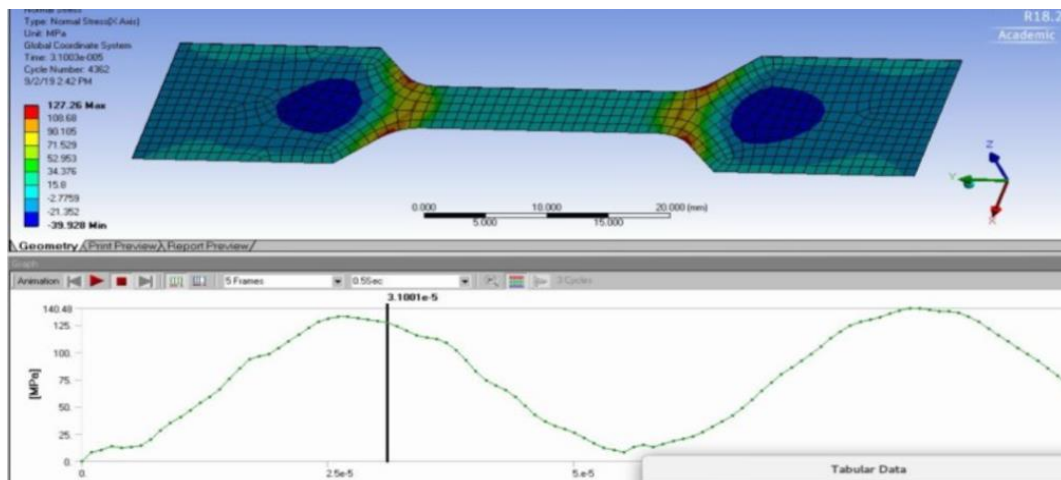 Normal Stress
Type: Normal Stress(X Axis)
Unit: MPa
Global Coordinate System
Time: 3.1003e-005
Cycle Number: 4362
9/2/19 2:42 PM
R18.2
Academic
127.26 Max
108.68
90.105
71.529
52.953
34.376
15.8
-2.7759
-21.352
-39.928 Min
Z
Y
X
0.000 10.000 20.000 (mm)
5.000 15.000
Geometry Print Preview Report Preview
Graph
Animation 5 Frames 0.5Sec 3 Cycles
3.1001e-5
140.48
125.
100.
75.
50.
25.
0.
[MPa]
0. 2.5e-5 5.e-5
Tabular Data